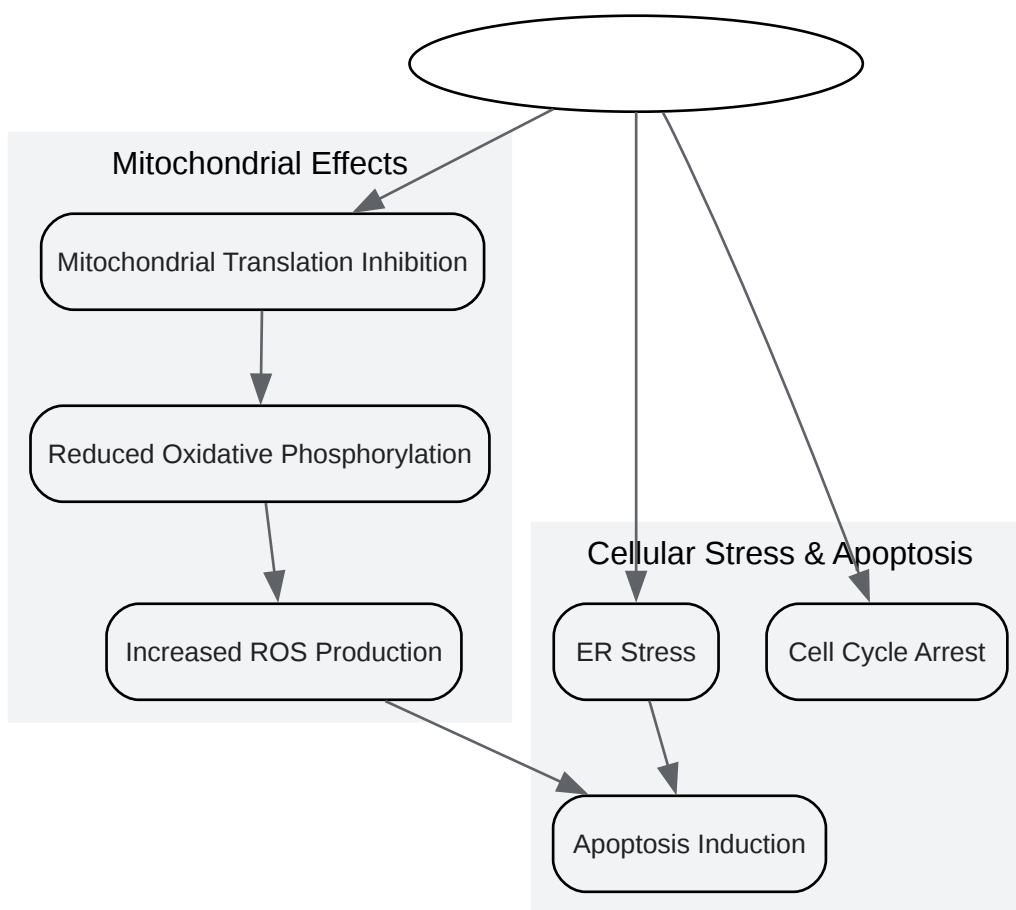 Mitochondrial Effects
Mitochondrial Translation Inhibition
Reduced Oxidative Phosphorylation
Increased ROS Production
Cellular Stress & Apoptosis
ER Stress
Cell Cycle Arrest
Apoptosis Induction